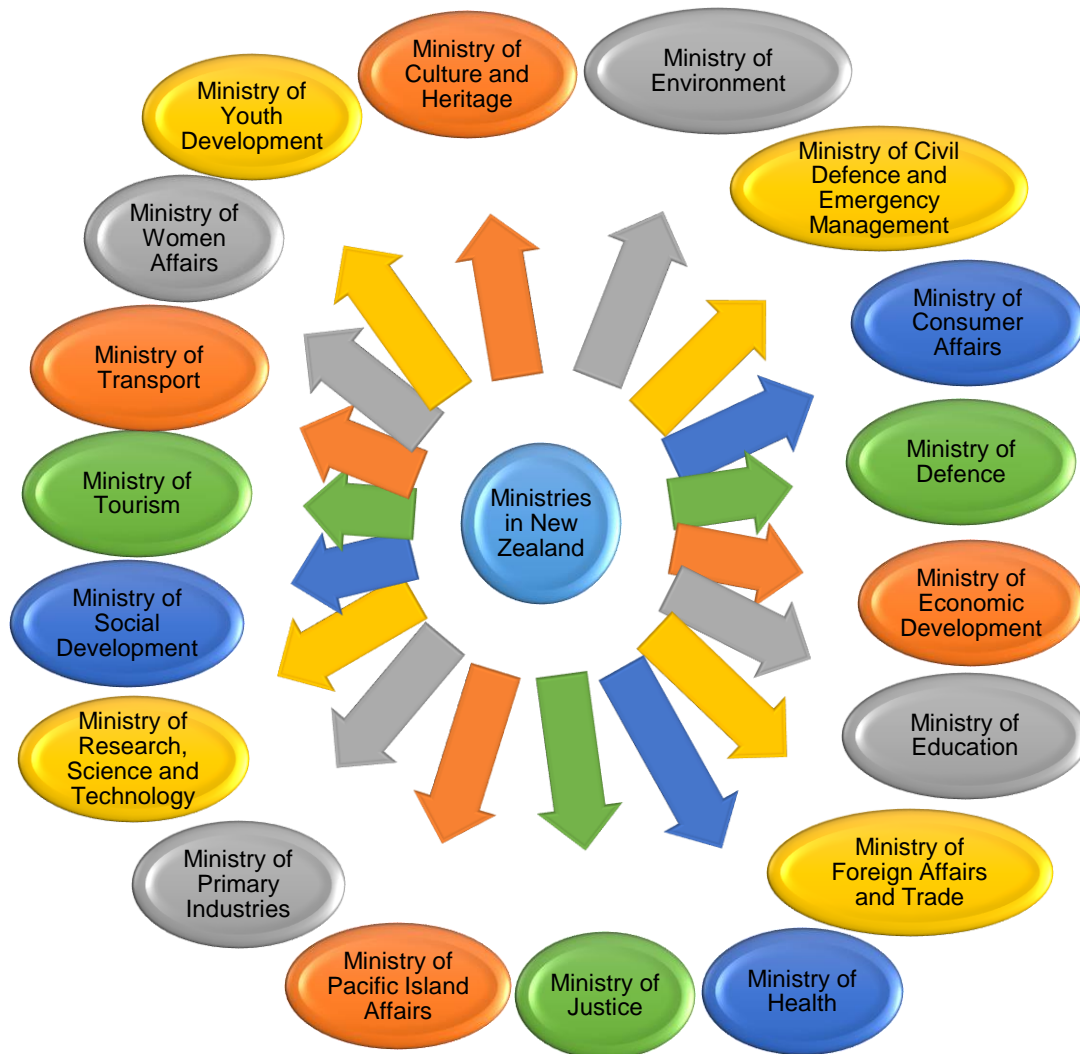 Ministry of
Culture and
Heritage
Ministry of
Environment
Ministry of Civil
Defence and
Emergency
Management
Ministry of
Consumer
Affairs
Ministry of
Defence
Ministry of
Economic
Development
Ministry of
Education
Ministry of
Foreign Affairs
and Trade
Ministry of
Health
Ministry of
Justice
Ministry of
Pacific Island
Affairs
Ministry of
Primary
Industries
Ministry of
Research,
Science and
Technology
Ministry of
Social
Development
Ministry of
Tourism
Ministry of
Transport
Ministry of
Women
Affairs
Ministry of
Youth
Development
Ministries
in New
Zealand